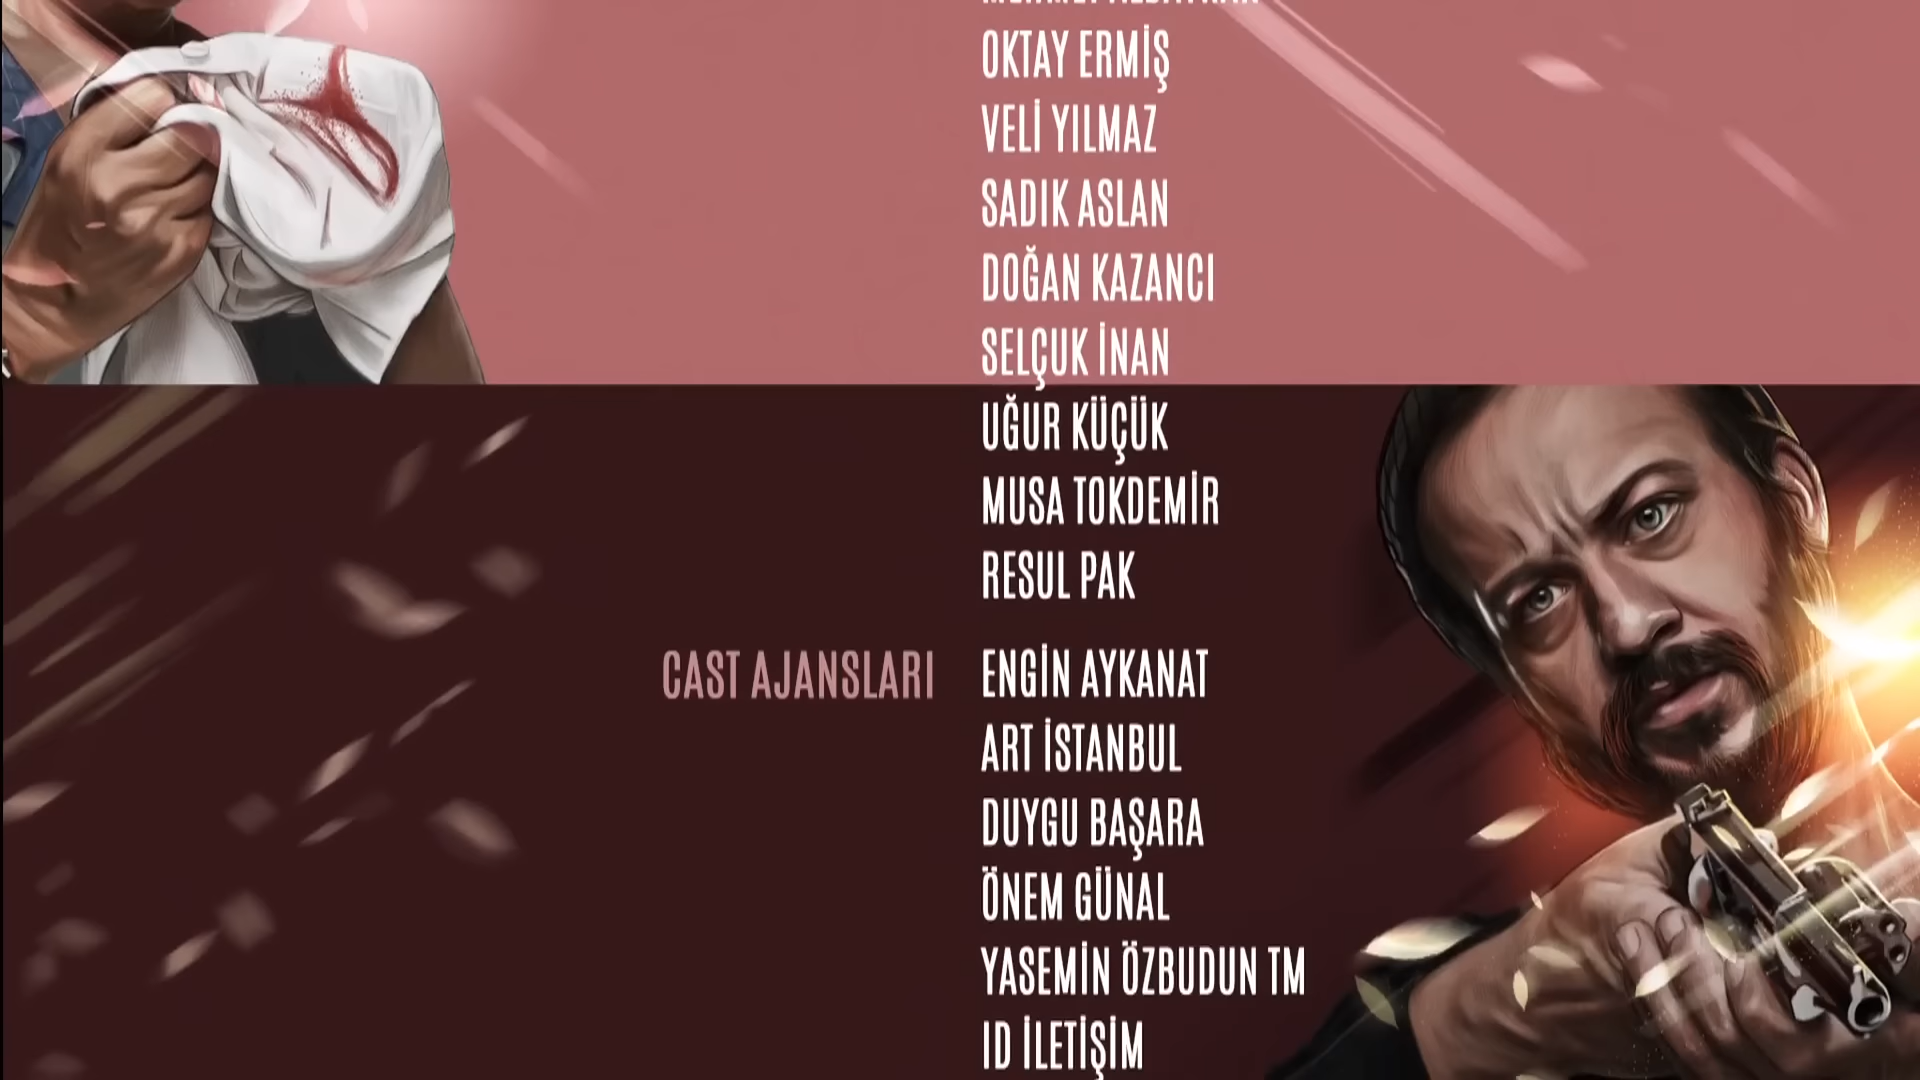 OKTAY ERMİŞ
VELİ YILMAZ
SADIK ASLAN
DOĞAN KAZANCI
SELÇUK İNAN
UĞUR KÜÇÜK
MUSA TOKDEMİR
RESUL PAK
CAST AJANSLARI ENGİN AYKANAT
ART İSTANBUL
DUYGU BAŞARA
ÖNEM GÜNAL
YASEMİN ÖZBUDUN TM
ID İLETİŞİM